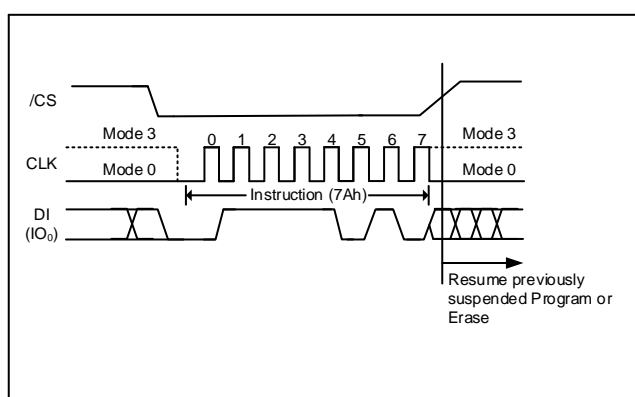 /CS
Mode 3 0 1 2 3 4 5 6 7 Mode 3
CLK Mode 0 Mode 0
Instruction (7Ah)
DI
(IO₀)
Resume previously
suspended Program or
Erase